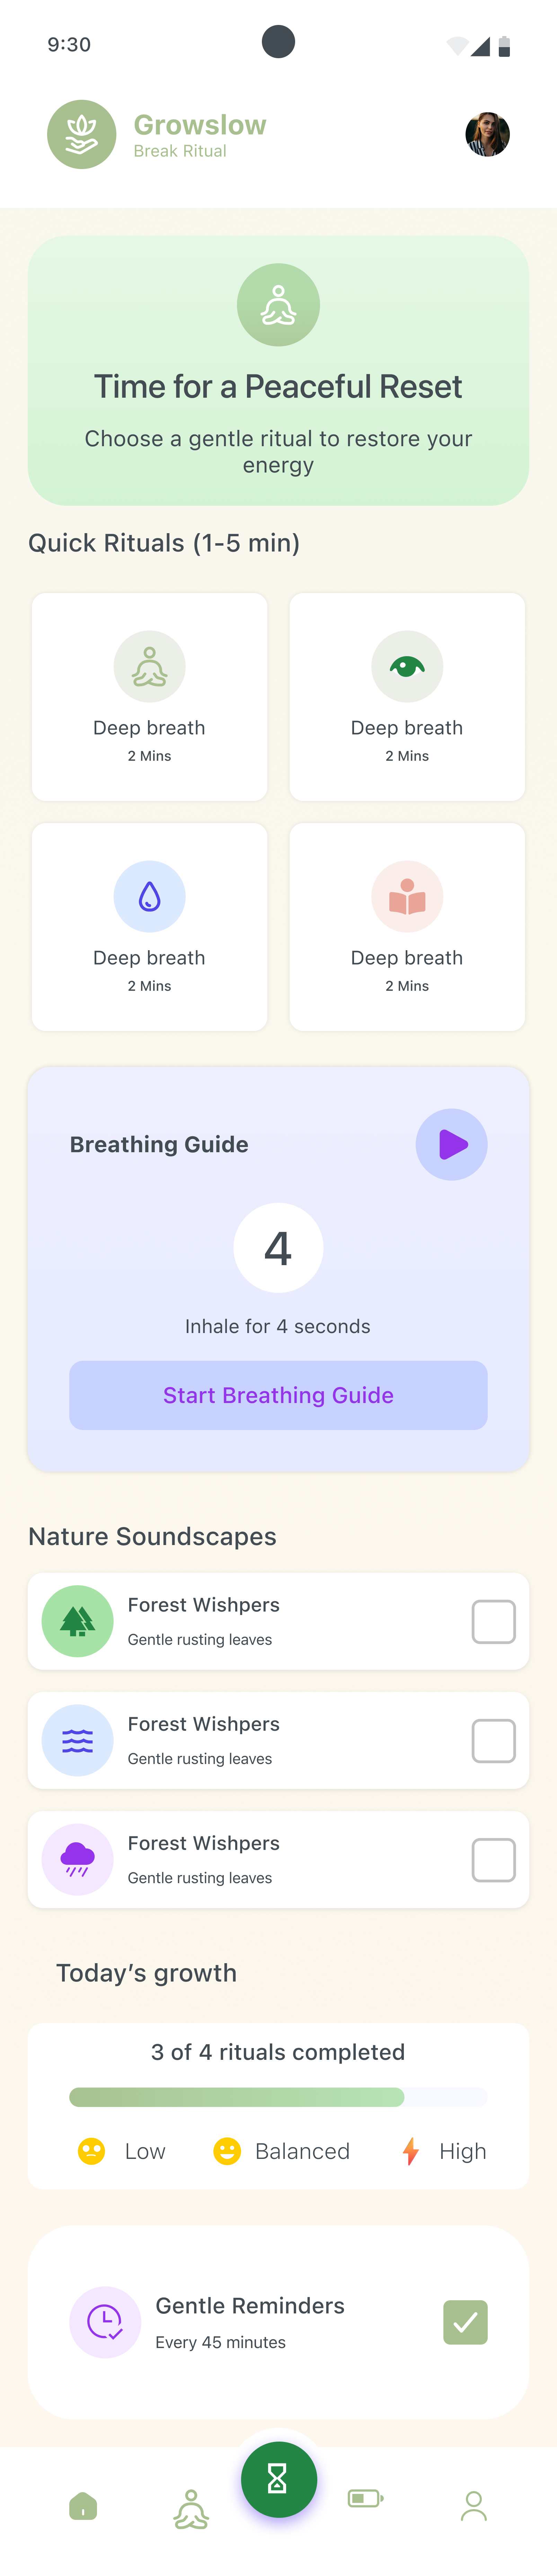 9:30
Growslow
Break Ritual
Time for a Peaceful Reset
Choose a gentle ritual to restore your
energy
Quick Rituals (1-5 min)
Deep breath
2 Mins
Deep breath
2 Mins
Deep breath
2 Mins
Deep breath
2 Mins
Breathing Guide
4
Inhale for 4 seconds
Start Breathing Guide
Nature Soundscapes
Forest Wishpers
Gentle rusting leaves
Forest Wishpers
Gentle rusting leaves
Forest Wishpers
Gentle rusting leaves
Today’s growth
3 of 4 rituals completed
Low Balanced High
Gentle Reminders
Every 45 minutes